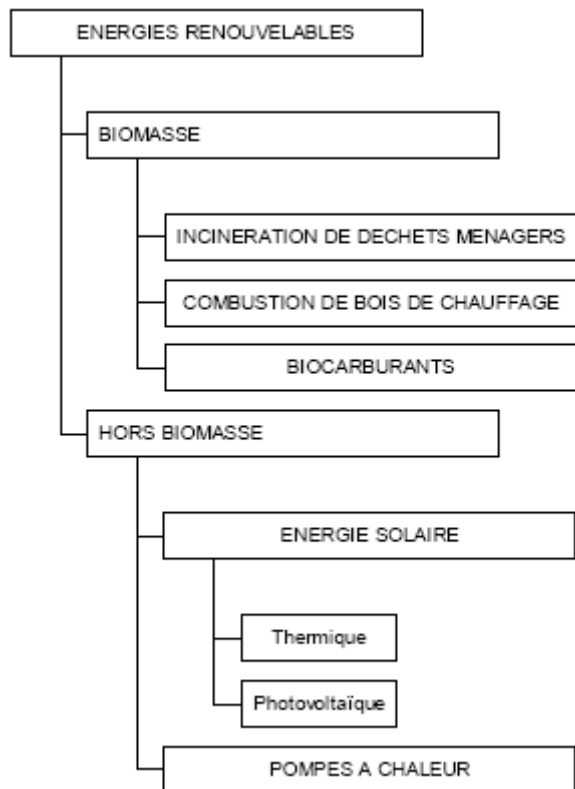 ENERGIES RENOUVELABLES
BIOMASSE
INCINERATION DE DECHETS MENAGERS
COMBUSTION DE BOIS DE CHAUFFAGE
BIOCARBURANTS
HORS BIOMASSE
ENERGIE SOLAIRE
Thermique
Photovoltaïque
POMPES A CHALEUR